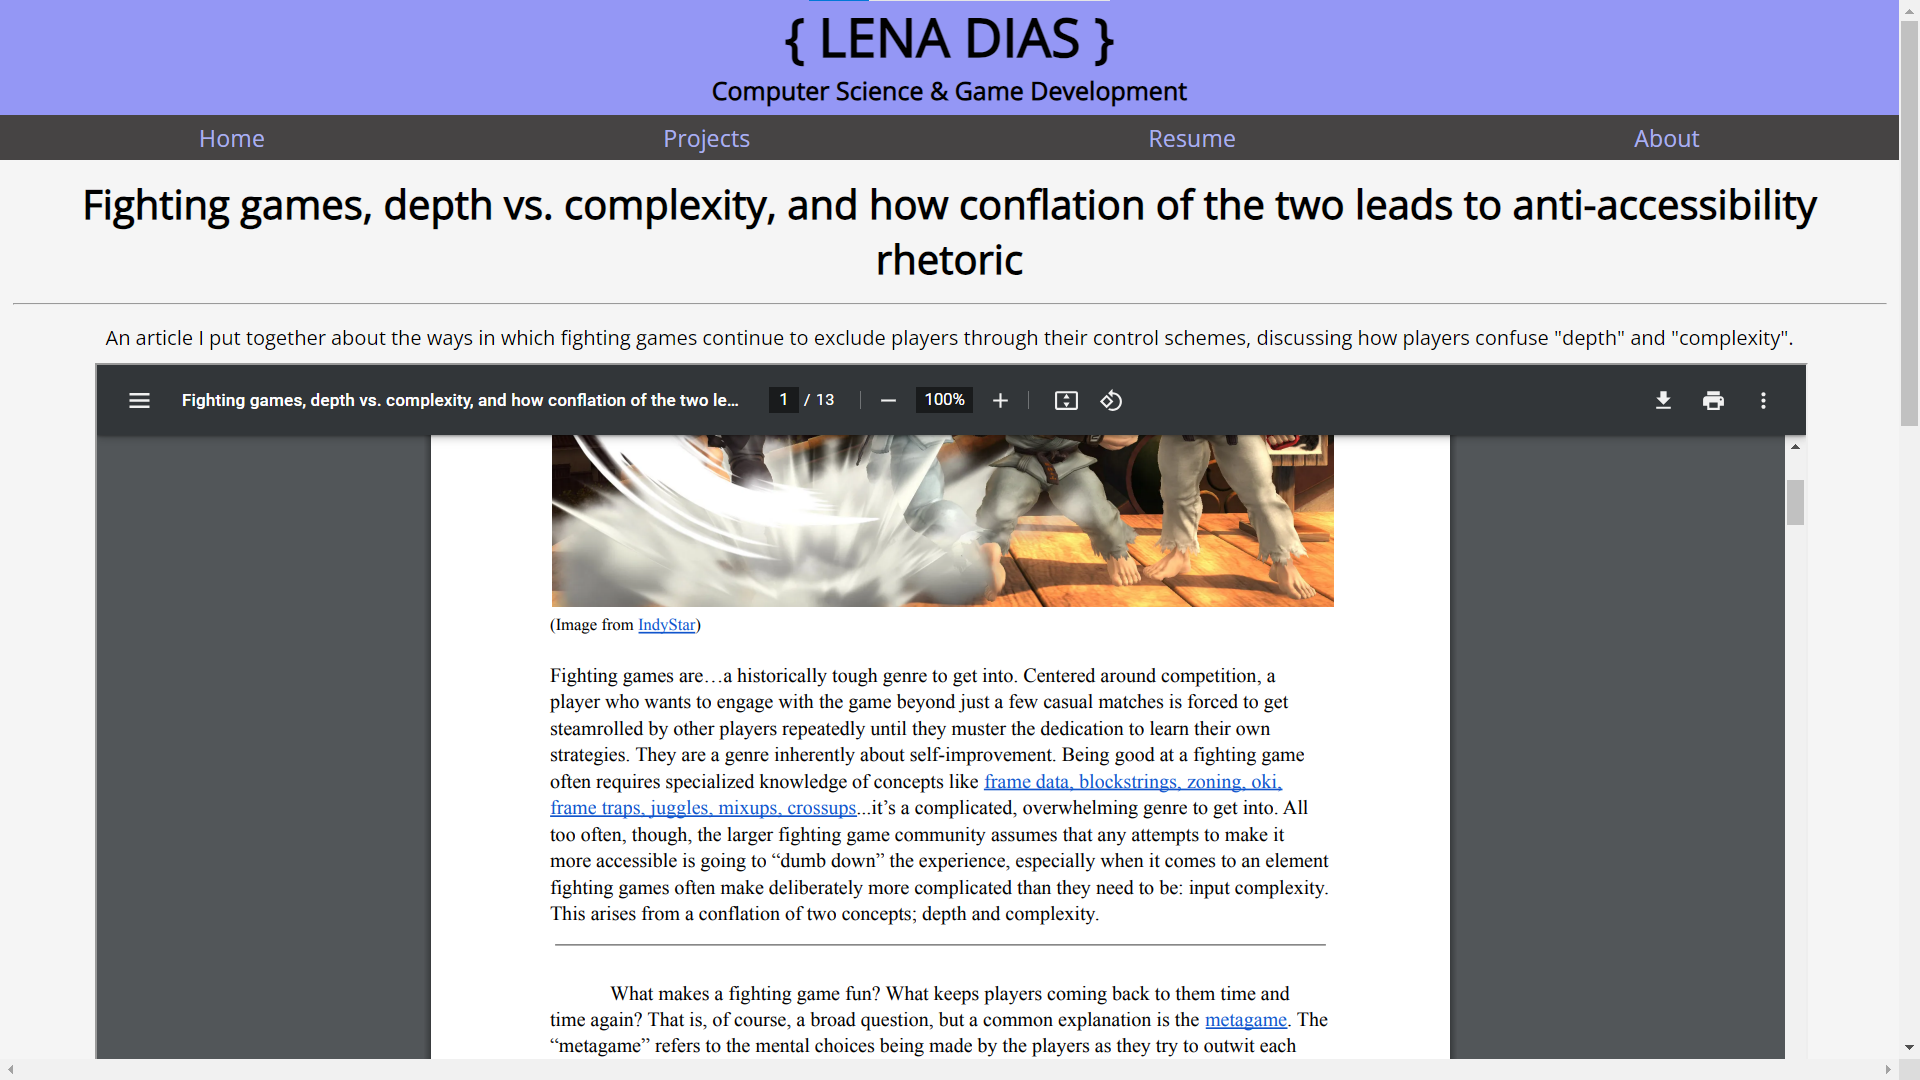 { LENA DIAS }
Computer Science & Game Development
Home
Projects
Resume
About
Fighting games, depth vs. complexity, and how conflation of the two leads to anti-accessibility
rhetoric
An article I put together about the ways in which fighting games continue to exclude players through their control schemes, discussing how players confuse "depth" and "complexity".
Fighting games, depth vs. complexity, and how conflation of the two le...
1 / 13
100%
(Image from IndyStar)
Fighting games are…a historically tough genre to get into. Centered around competition, a
player who wants to engage with the game beyond just a few casual matches is forced to get
steamrolled by other players repeatedly until they muster the dedication to learn their own
strategies. They are a genre inherently about self-improvement. Being good at a fighting game
often requires specialized knowledge of concepts like frame data, blockstrings, zoning, oki,
frame traps, juggles, mixups, crossups...it’s a complicated, overwhelming genre to get into. All
too often, though, the larger fighting game community assumes that any attempts to make it
more accessible is going to “dumb down” the experience, especially when it comes to an element
fighting games often make deliberately more complicated than they need to be: input complexity.
This arises from a conflation of two concepts; depth and complexity.
What makes a fighting game fun? What keeps players coming back to them time and
time again? That is, of course, a broad question, but a common explanation is the metagame. The
“metagame” refers to the mental choices being made by the players as they try to outwit each